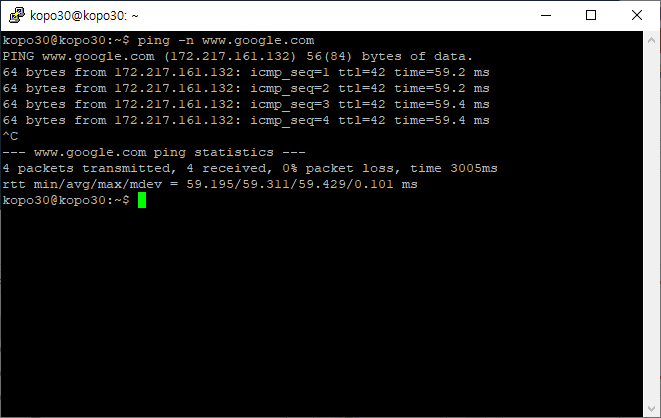 kopo30@kopo30: ~
kopo30@kopo30:~$ ping -n www.google.com
PING www.google.com (172.217.161.132) 56(84) bytes of data.
64 bytes from 172.217.161.132: icmp_seq=1 ttl=42 time=59.2 ms
64 bytes from 172.217.161.132: icmp_seq=2 ttl=42 time=59.2 ms
64 bytes from 172.217.161.132: icmp_seq=3 ttl=42 time=59.4 ms
64 bytes from 172.217.161.132: icmp_seq=4 ttl=42 time=59.4 ms
^C
--- www.google.com ping statistics ---
4 packets transmitted, 4 received, 0% packet loss, time 3005ms
rtt min/avg/max/mdev = 59.195/59.311/59.429/0.101 ms
kopo30@kopo30:~$